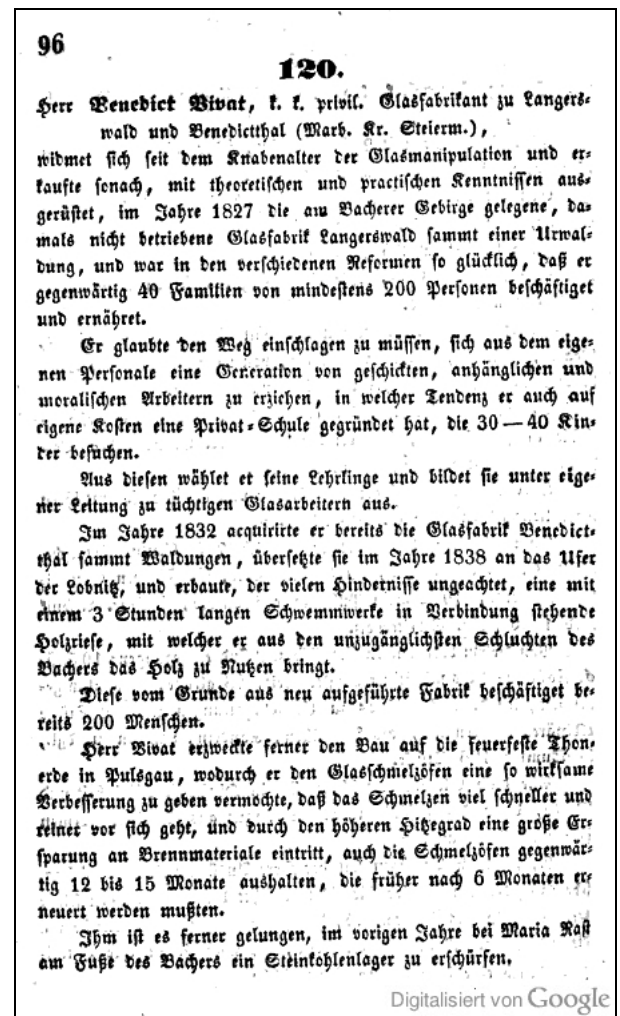 96
120.
Herr Benedict Vivat, k. k. privil. Glasfabrikant zu Langers-
wald und Benedictthal (Marb. Kr. Steierm.),
widmet sich seit dem Knabenalter der Glasmanipulation und er-
kaufte sonach, mit theoretischen und practischen Kenntnissen aus-
gerüstet, im Jahre 1827 die am Bacherer Gebirge gelegene, da-
mals nicht betriebene Glasfabrik Langerswald sammt einer Urwal-
dung, und war in den verschiedenen Reformen so glücklich, daß er
gegenwärtig 40 Familien von mindestens 200 Personen beschäftiget
und ernähret.
Er glaubte den Weg einschlagen zu müssen, sich aus dem eige-
nen Personale eine Generation von geschickten, anhänglichen und
moralischen Arbeitern zu erziehen, in welcher Tendenz er auch auf
eigene Kosten eine Privat-Schule gegründet hat, die 30 — 40 Kin-
der besuchen.
Aus diesen wählet er seine Lehrlinge und bildet sie unter eige-
ner Leitung zu tüchtigen Glasarbeitern aus.
Im Jahre 1832 acquirirte er bereits die Glasfabrik Benedict-
thal sammt Waldungen, übersetzte sie im Jahre 1838 an das Ufer
der Lobnitz, und erbaute, der vielen Hindernisse ungeachtet, eine mit
einem 3 Stunden langen Schwemmwerke in Verbindung stehende
Holzriese, mit welcher er aus den unzugänglichsten Schluchten des
Bachers das Holz zu Nutzen bringt.
Diese vom Grunde aus neu aufgeführte Fabrik beschäftiget be-
reits 200 Menschen.
Herr Vivat erzweckte ferner den Bau auf die feuerfeste Thon-
erde in Pulsgau, wodurch er den Glasschmelzöfen eine so wirksame
Verbesserung zu geben vermochte, daß das Schmelzen viel schneller und
reiner vor sich geht, und durch den höheren Hitzegrad eine große Er-
sparung an Brennmateriale eintritt, auch die Schmelzöfen gegenwär-
tig 12 bis 15 Monate aushalten, die früher nach 6 Monaten er-
neuert werden mußten.
Ihm ist es ferner gelungen, im vorigen Jahre bei Maria Rast
am Fuße des Bachers ein Steinkohlenlager zu erschürfen.
Digitalisiert von Google